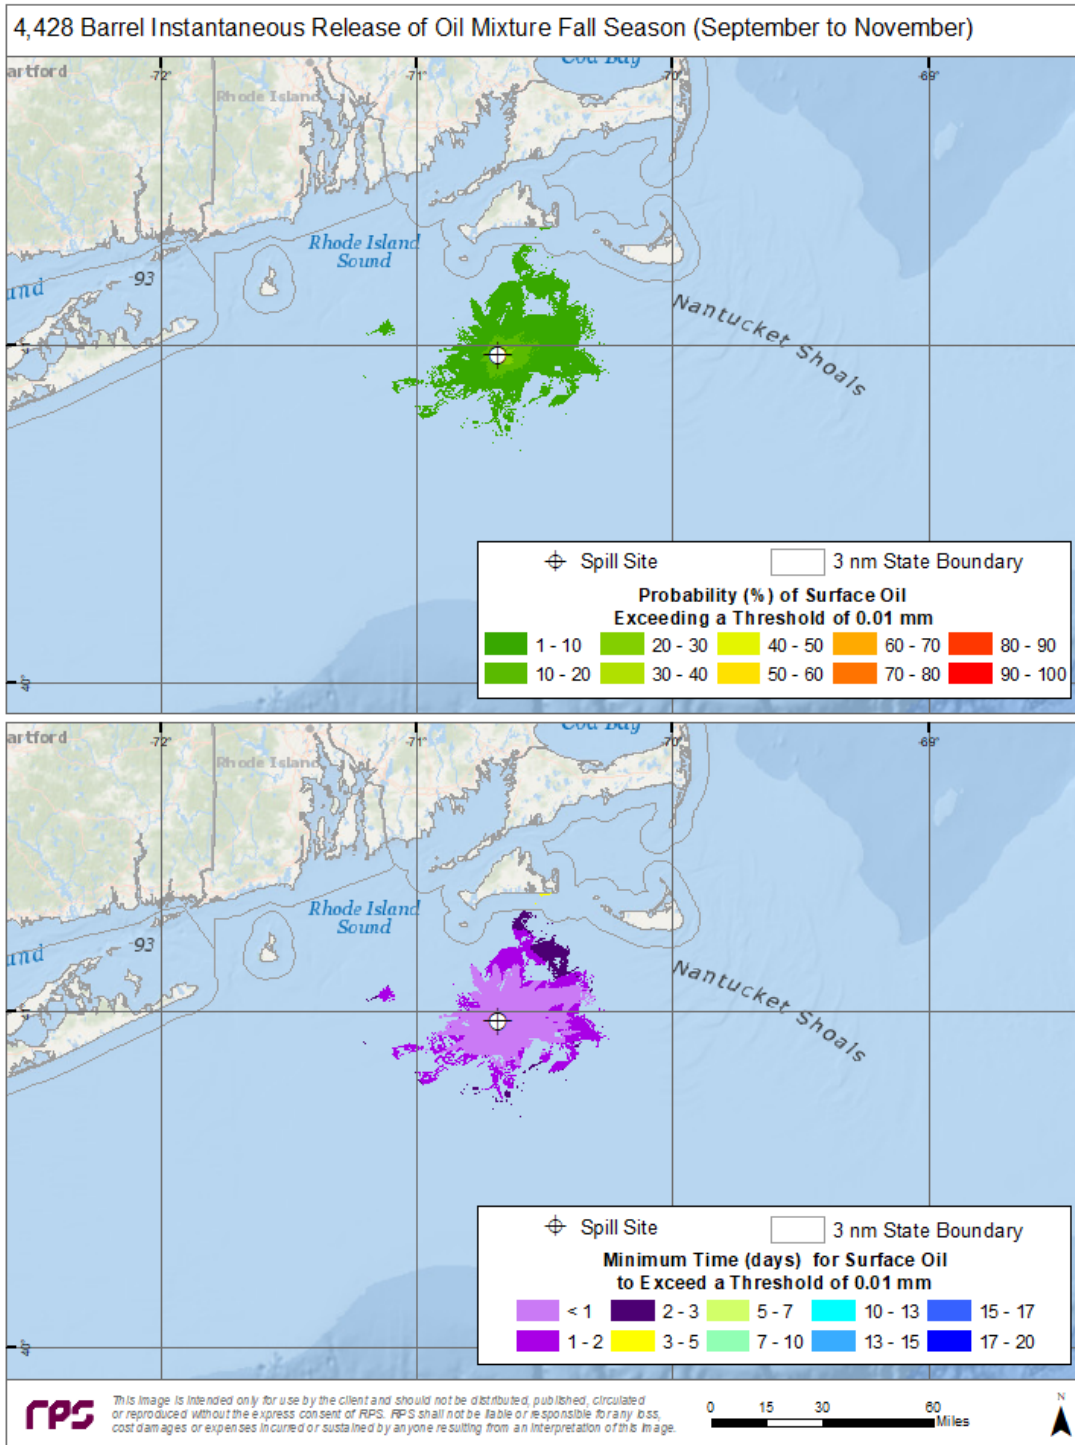 4,428 Barrel Instantaneous Release of Oil Mixture Fall Season (September to November)
artford
-72°
-71°
Cod Bay
-70°
-69°
Rhode Island
Rhode Island
Sound
93
and
Nantucket Shoals
Spill Site
3 nm State Boundary
Probability (%) of Surface Oil
Exceeding a Threshold of 0.01 mm
1 - 10
20 - 30
40 - 50
60 - 70
80 - 90
10 - 20
30 - 40
50 - 60
70 - 80
90 - 100
artford
-72°
-71°
Cod Bay
-70°
-69°
Rhode Island
Rhode Island
Sound
93
and
Nantucket Shoals
Spill Site
3 nm State Boundary
Minimum Time (days) for Surface Oil
to Exceed a Threshold of 0.01 mm
< 1
2 - 3
5 - 7
10 - 13
15 - 17
1 - 2
3 - 5
7 - 10
13 - 15
17 - 20
rps
This image is intended only for use by the client and should not be distributed, published, circulated
or reproduced without the express consent of RPS. RPS shall not be liable or responsible for any loss,
cost damages or expenses incurred or sustained by anyone resulting from an interpretation of this image.
0 15 30 60
Miles
N